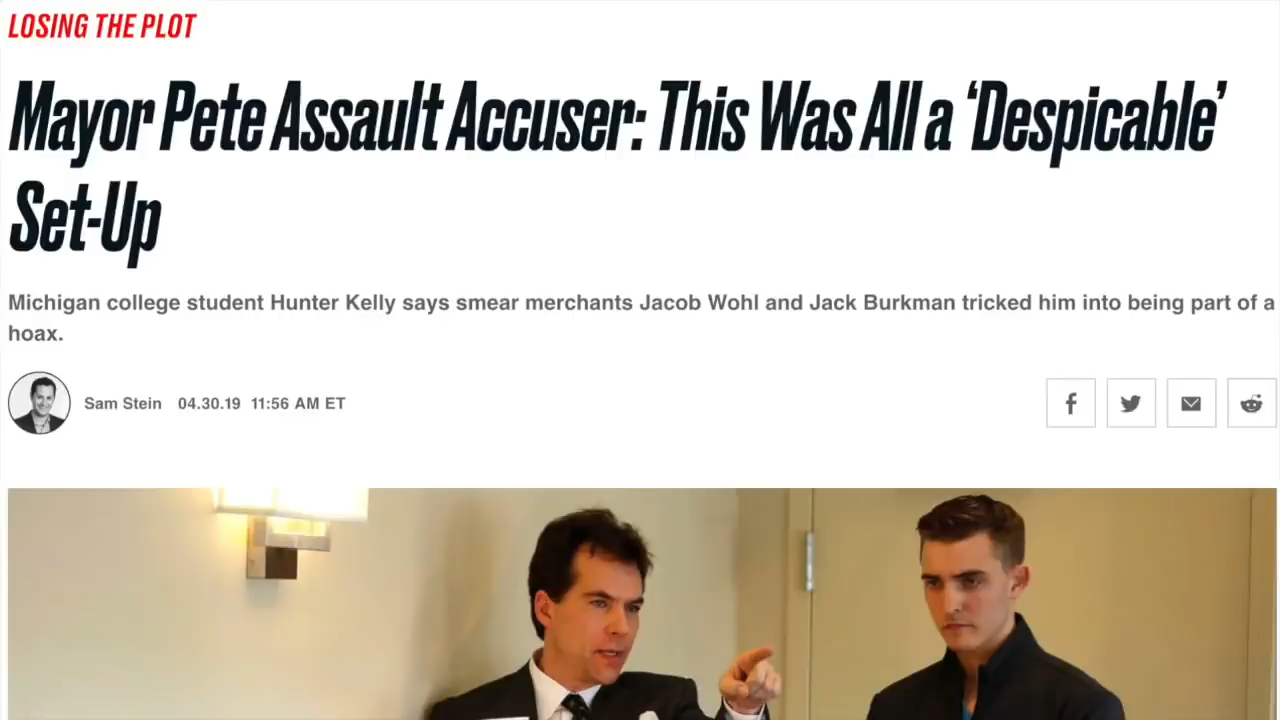 LOSING THE PLOT
Mayor Pete Assault Accuser: This Was All a ‘Despicable’
Set-Up
Michigan college student Hunter Kelly says smear merchants Jacob Wohl and Jack Burkman tricked him into being part of a
hoax.
Sam Stein 04.30.19 11:56 AM ET